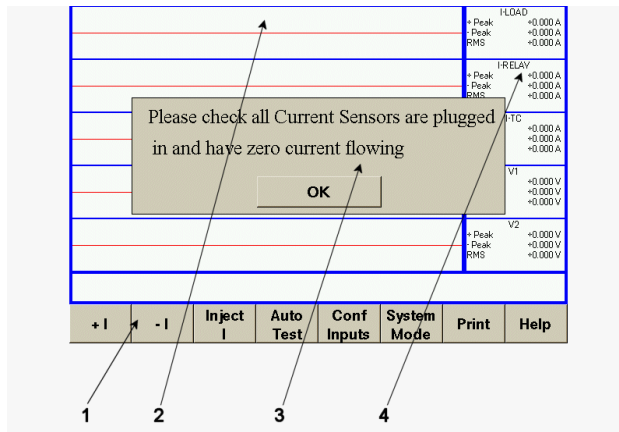 I-LOAD
+ Peak +0.000 A
- Peak +0.000 A
RMS +0.000 A
I-RELAY
+ Peak +0.000 A
- Peak +0.000 A
RMS +0.000 A
I-TC
+0.000 A
+0.000 A
+0.000 A
V1
+0.000 V
+0.000 V
+0.000 V
V2
+ Peak +0.000 V
- Peak +0.000 V
RMS +0.000 V
Please check all Current Sensors are plugged
in and have zero current flowing
OK
+ I - I Inject I Auto Test Conf Inputs System Mode Print Help
1 2 3 4